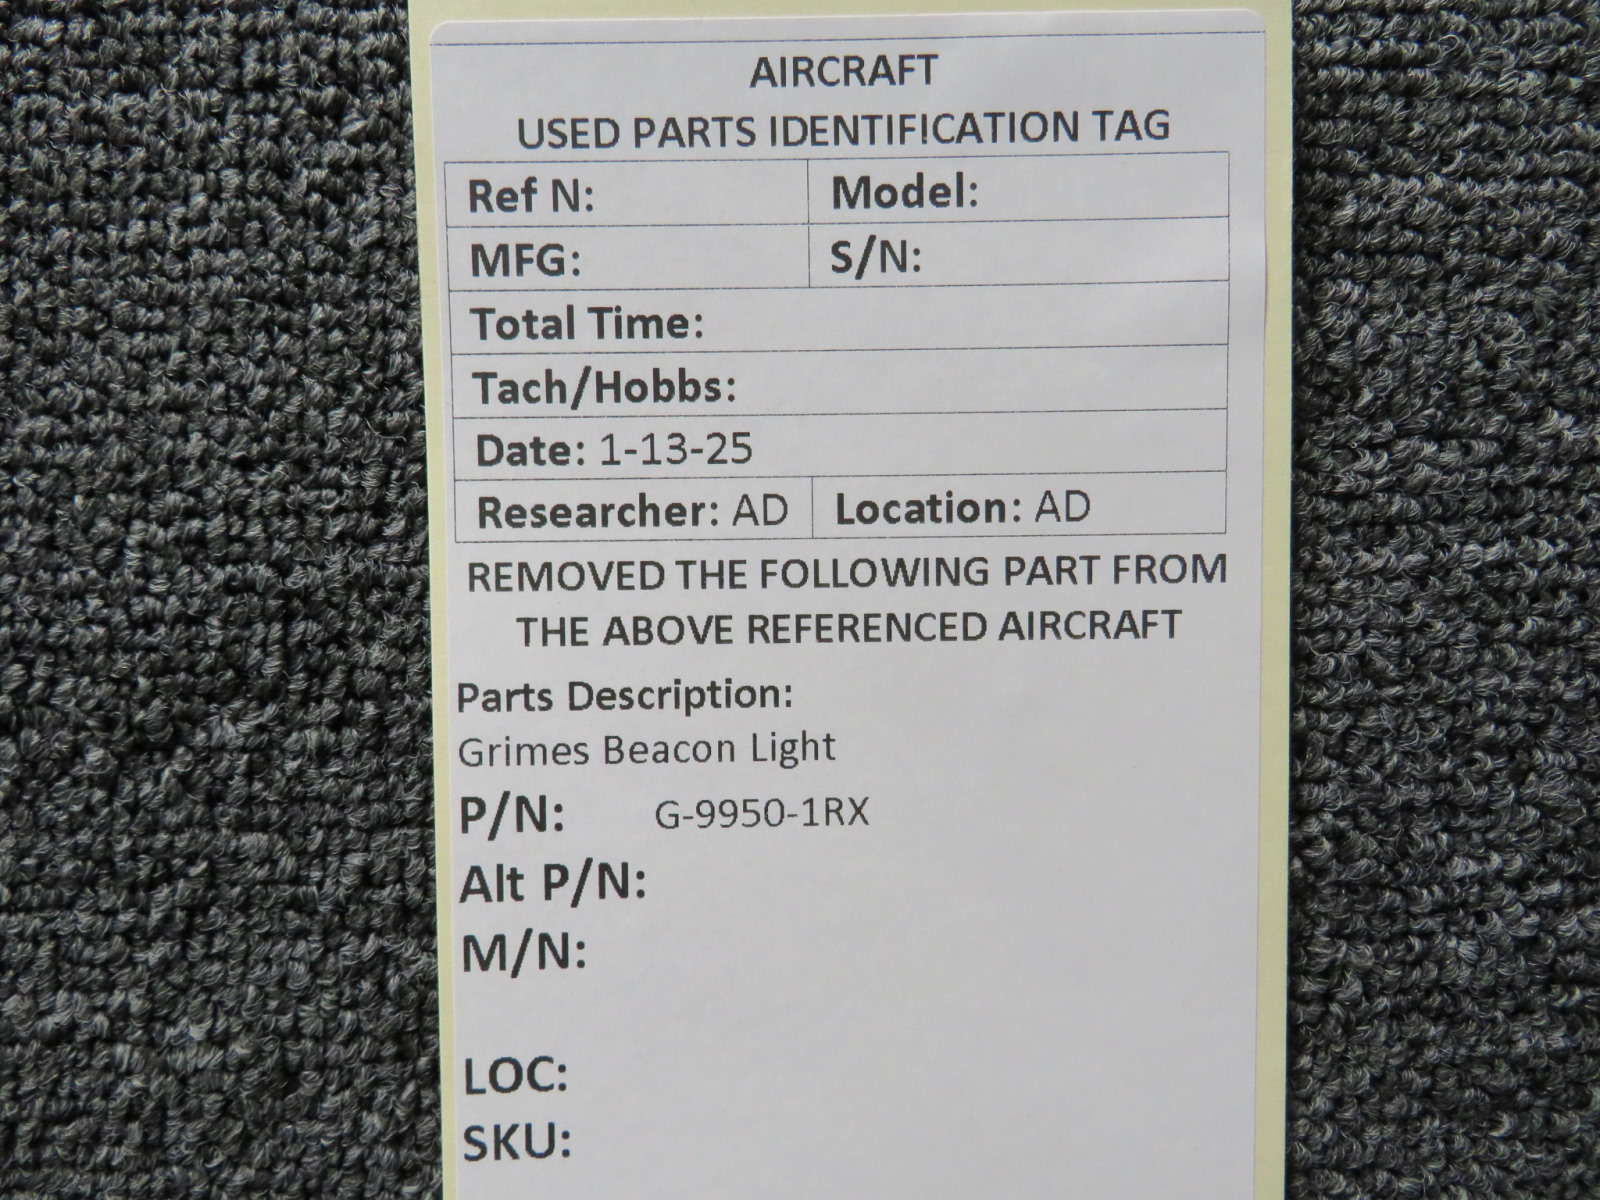 AIRCRAFT
USED PARTS IDENTIFICATION TAG
Ref N: Model:
MFG: S/N:
Total Time:
Tach/Hobbs:
Date: 1-13-25
Researcher: AD Location: AD
REMOVED THE FOLLOWING PART FROM
THE ABOVE REFERENCED AIRCRAFT
Parts Description:
Grimes Beacon Light
P/N: G-9950-1RX
Alt P/N:
M/N:
LOC:
SKU: